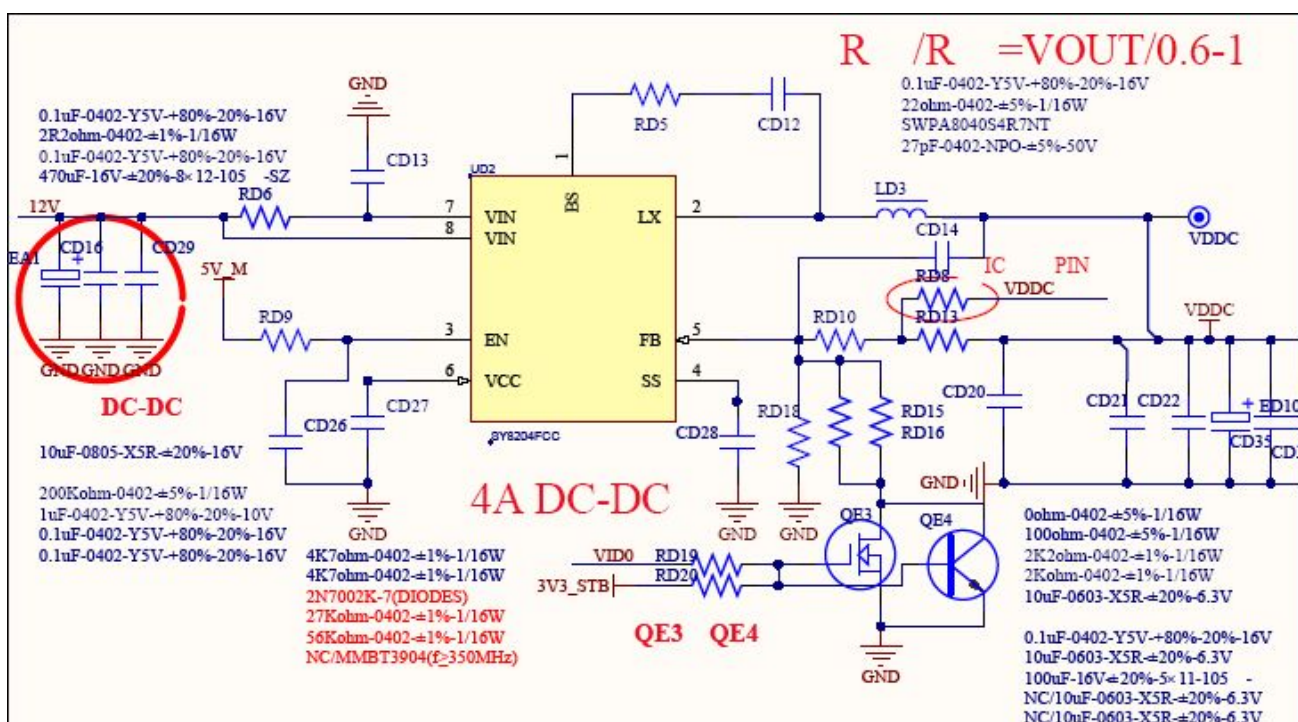 R /R =VOUT/0.6-1
0.1uF-0402-Y5V-+80%-20%-16V
2R2ohm-0402-±1%-1/16W
0.1uF-0402-Y5V-+80%-20%-16V
470uF-16V-±20%-8×12-105 -SZ
0.1uF-0402-Y5V-+80%-20%-16V
22ohm-0402-±5%-1/16W
SWPA8040S4R7NT
27pF-0402-NPO-±5%-50V
GND
RD5
CD12
CD13
UD2
1
BS
RD6
LD3
12V
7
VIN
LX
2
8
VIN
CD14
VDDC
EA1
+
CD16
CD29
5V_M
IC PIN
RD8
VDDC
RD9
3
EN
FB
5
RD10
RD13
VDDC
GND
GND
GND
6
VCC
SS
4
DC-DC
CD26
CD27
SY8204FCC
CD28
RD18
RD15
RD16
CD20
CD21
CD22
+
CD35
ED10
10uF-0805-X5R-±20%-16V
200Kohm-0402-±5%-1/16W
1uF-0402-Y5V-+80%-20%-10V
0.1uF-0402-Y5V-+80%-20%-16V
0.1uF-0402-Y5V-+80%-20%-16V
GND
4A DC-DC
GND
GND
GND
QE3
QE4
4K7ohm-0402-±1%-1/16W
4K7ohm-0402-±1%-1/16W
2N7002K-7(DIODES)
27Kohm-0402-±1%-1/16W
56Kohm-0402-±1%-1/16W
NC/MMBT3904(f≥350MHz)
VID0
RD19
3V3_STB
RD20
QE3 QE4
GND
0ohm-0402-±5%-1/16W
100ohm-0402-±5%-1/16W
2K2ohm-0402-±1%-1/16W
2Kohm-0402-±1%-1/16W
10uF-0603-X5R-±20%-6.3V
0.1uF-0402-Y5V-+80%-20%-16V
10uF-0603-X5R-±20%-6.3V
100uF-16V-±20%-5×11-105 -
NC/10uF-0603-X5R-±20%-6.3V
NC/10uF-0603-X5R-±20%-6.3V